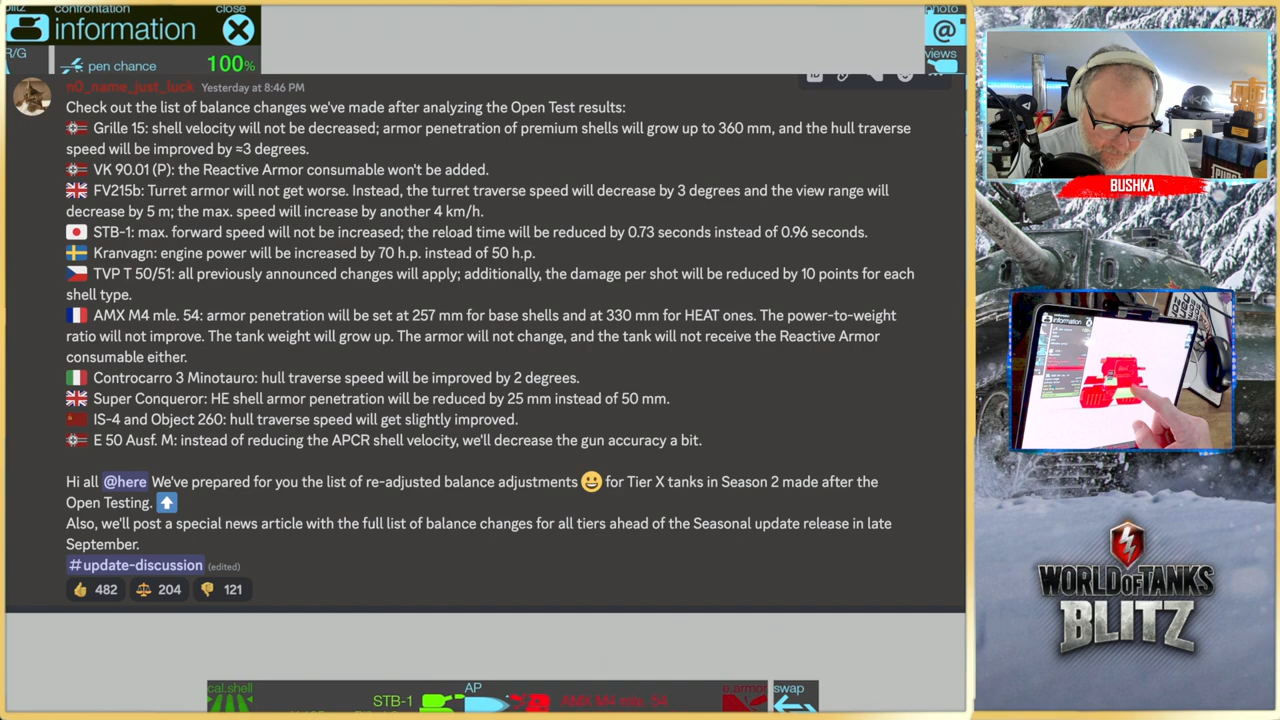 confrontation
close
photo
information
@
R/G
views
pen chance
100%
n0_name_just_luck Yesterday at 8:46 PM
Check out the list of balance changes we've made after analyzing the Open Test results:
Grille 15: shell velocity will not be decreased; armor penetration of premium shells will grow up to 360 mm, and the hull traverse
speed will be improved by ≈3 degrees.
VK 90.01 (P): the Reactive Armor consumable won't be added.
FV215b: Turret armor will not get worse. Instead, the turret traverse speed will decrease by 3 degrees and the view range will
decrease by 5 m; the max. speed will increase by another 4 km/h.
STB-1: max. forward speed will not be increased; the reload time will be reduced by 0.73 seconds instead of 0.96 seconds.
Kranvagn: engine power will be increased by 70 h.p. instead of 50 h.p.
TVP T 50/51: all previously announced changes will apply; additionally, the damage per shot will be reduced by 10 points for each
shell type.
AMX M4 mle. 54: armor penetration will be set at 257 mm for base shells and at 330 mm for HEAT ones. The power-to-weight
ratio will not improve. The tank weight will grow up. The armor will not change, and the tank will not receive the Reactive Armor
consumable either.
Controcarro 3 Minotauro: hull traverse speed will be improved by 2 degrees.
Super Conqueror: HE shell armor penetration will be reduced by 25 mm instead of 50 mm.
IS-4 and Object 260: hull traverse speed will get slightly improved.
E 50 Ausf. M: instead of reducing the APCR shell velocity, we'll decrease the gun accuracy a bit.
Hi all @here We've prepared for you the list of re-adjusted balance adjustments 😀 for Tier X tanks in Season 2 made after the
Open Testing. ⬆️
Also, we'll post a special news article with the full list of balance changes for all tiers ahead of the Seasonal update release in late
September.
#update-discussion (edited)
👍 482 ⚖️ 204 👎 121
cal.shell
STB-1
AP
AMX M4 mle. 54
e.armor
swap
BUSHKA
WORLD OF TANKS
BLITZ